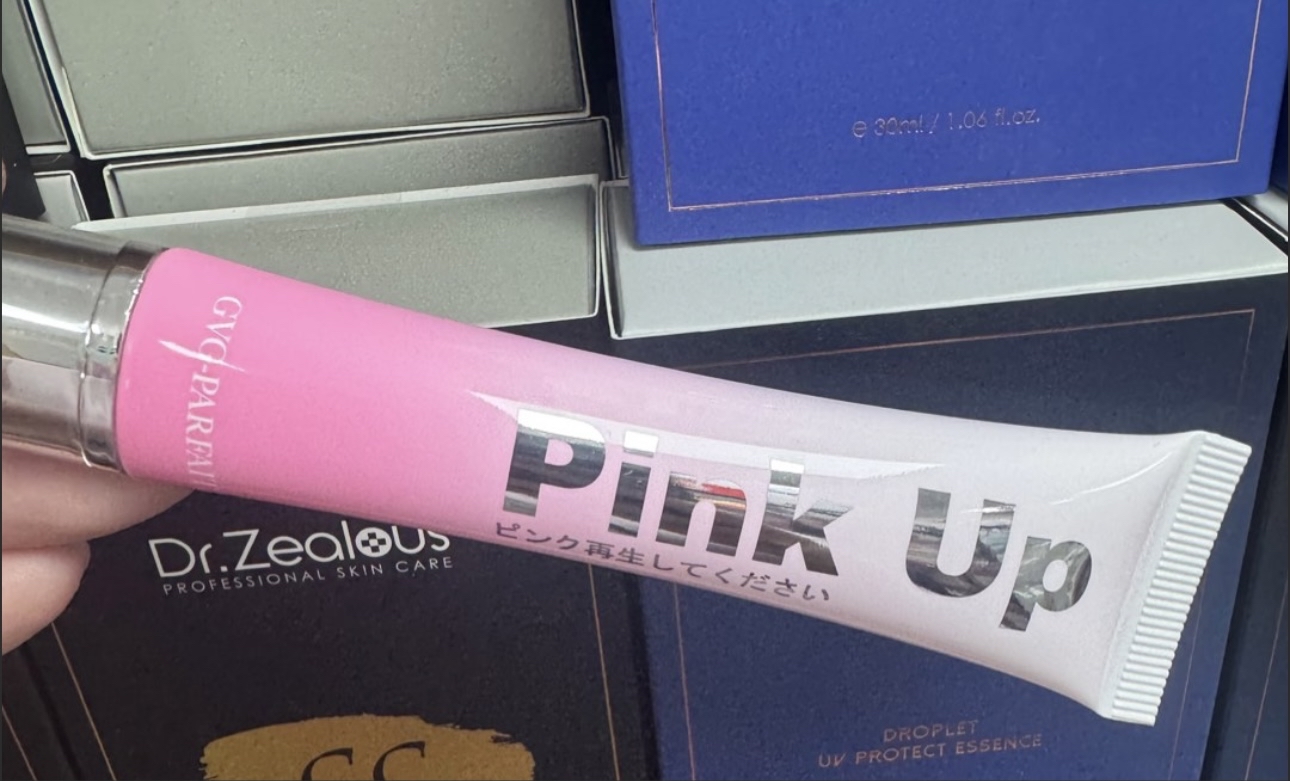 e 30ml / 1.06 fl.oz.
GVG-PARFAIT
Pink Up
ピンク再生してください
Dr.Zealous
PROFESSIONAL SKIN CARE
CC
DROPLET
UV PROTECT ESSENCE